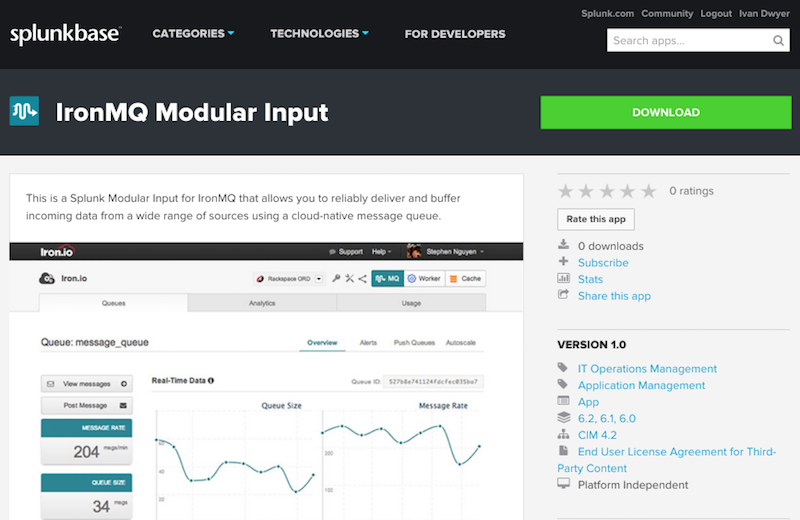 Splunk.com Community Logout Ivan Dwyer
splunkbase
CATEGORIES
TECHNOLOGIES
FOR DEVELOPERS
Search apps...
IronMQ Modular Input
DOWNLOAD
This is a Splunk Modular Input for IronMQ that allows you to reliably deliver and buffer
incoming data from a wide range of sources using a cloud-native message queue.
Iron.io
Support
Help
Stephen Nguyen
Iron.io
Rackspace ORD
MQ
Worker
Cache
Queues
Analytics
Usage
Queue: message_queue
Overview
Alerts
Push Queues
Autoscale
View messages
Post Message
Real-Time Data
Queue ID: 527b8e741124fdcfec035ba7
MESSAGE RATE
204 msgs/min
QUEUE SIZE
34 msgs
Queue Size
60
40
20
Message Rate
200
100
0 ratings
Rate this app
0 downloads
Subscribe
Stats
Share this app
VERSION 1.0
IT Operations Management
Application Management
App
6.2, 6.1, 6.0
CIM 4.2
End User License Agreement for Third-
Party Content
Platform Independent